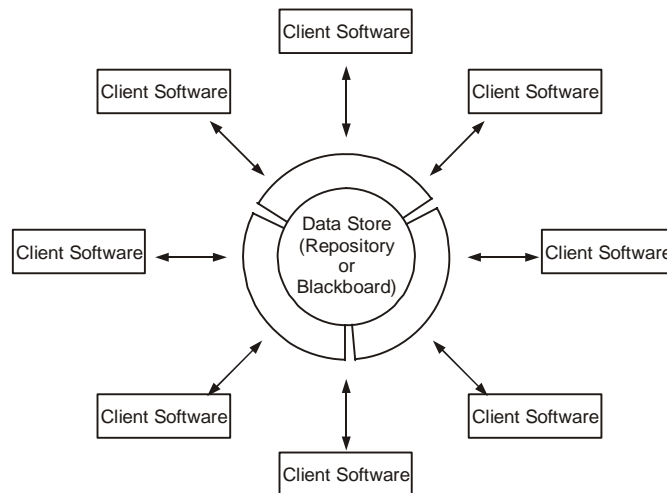 Client Software
Client Software
Client Software
Data Store
(Repository
or
Blackboard)
Client Software
Client Software
Client Software
Client Software
Client Software